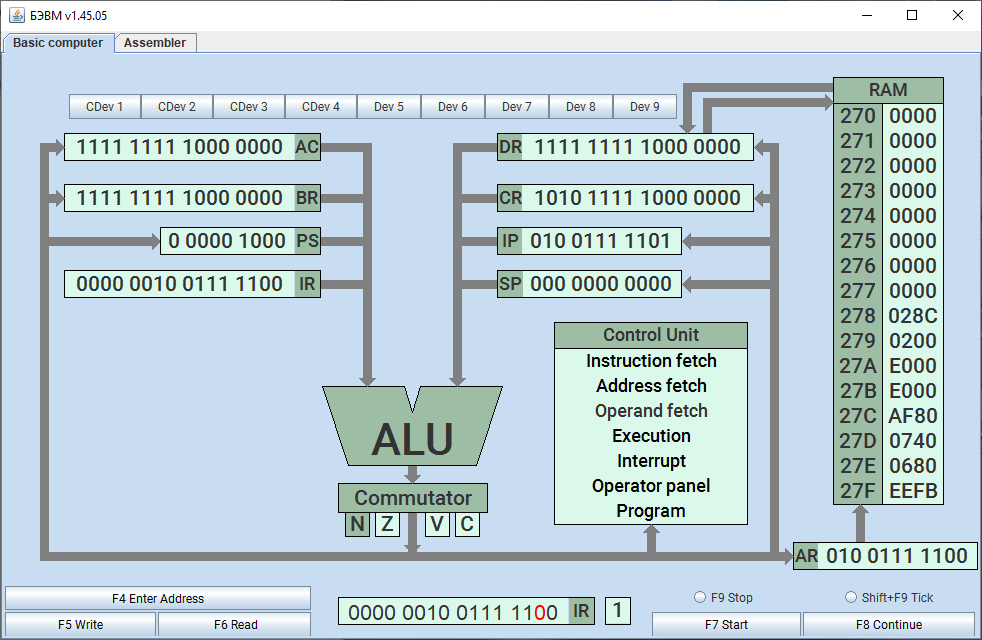 БЭВМ v1.45.05
Basic computer Assembler
CDev 1 CDev 2 CDev 3 CDev 4 Dev 5 Dev 6 Dev 7 Dev 8 Dev 9
1111 1111 1000 0000 AC
1111 1111 1000 0000 BR
0 0000 1000 PS
0000 0010 0111 1100 IR
DR 1111 1111 1000 0000
CR 1010 1111 1000 0000
IP 010 0111 1101
SP 000 0000 0000
RAM
270 0000
271 0000
272 0000
273 0000
274 0000
275 0000
276 0000
277 0000
278 028C
279 0200
27A E000
27B E000
27C AF80
27D 0740
27E 0680
27F EEFB
Control Unit
Instruction fetch
Address fetch
Operand fetch
Execution
Interrupt
Operator panel
Program
ALU
Commutator
N Z V C
AR 010 0111 1100
F4 Enter Address
F5 Write F6 Read
0000 0010 0111 1100 IR 1
F9 Stop Shift+F9 Tick
F7 Start F8 Continue